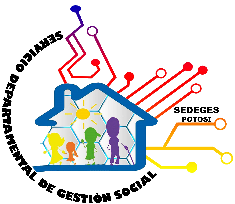 SERVICIO DEPARTAMENTAL DE GESTIÓN SOCIAL
SEDEGES
POTOSI